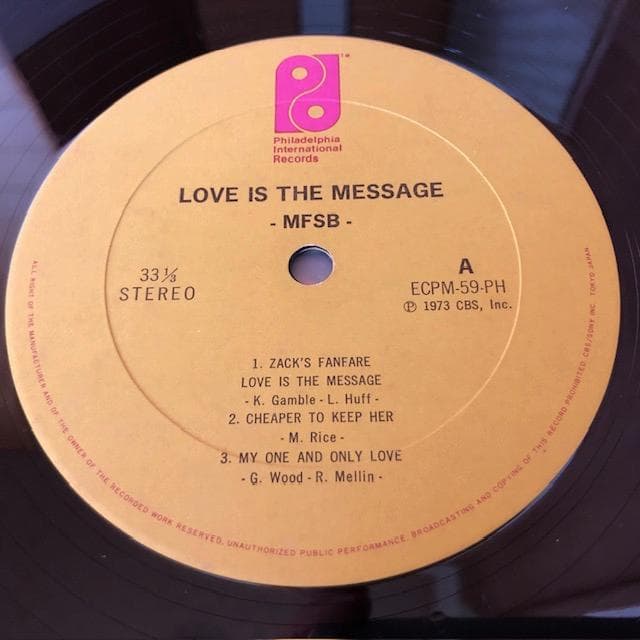 ™
Philadelphia
International
Records
LOVE IS THE MESSAGE
- MFSB -
33⅓
STEREO
A
ECPM-59-PH
℗ 1973 CBS, Inc.
1. ZACK'S FANFARE
LOVE IS THE MESSAGE
- K. Gamble - L. Huff -
2. CHEAPER TO KEEP HER
- M. Rice -
3. MY ONE AND ONLY LOVE
- G. Wood - R. Mellin -
ALL RIGHT OF THE MANUFACTURER AND OF THE OWNER OF THE RECORDED WORK RESERVED. UNAUTHORIZED PUBLIC PERFORMANCE, BROADCASTING AND COPYING OF THIS RECORD PROHIBITED. CBS/SONY INC. TOKYO JAPAN